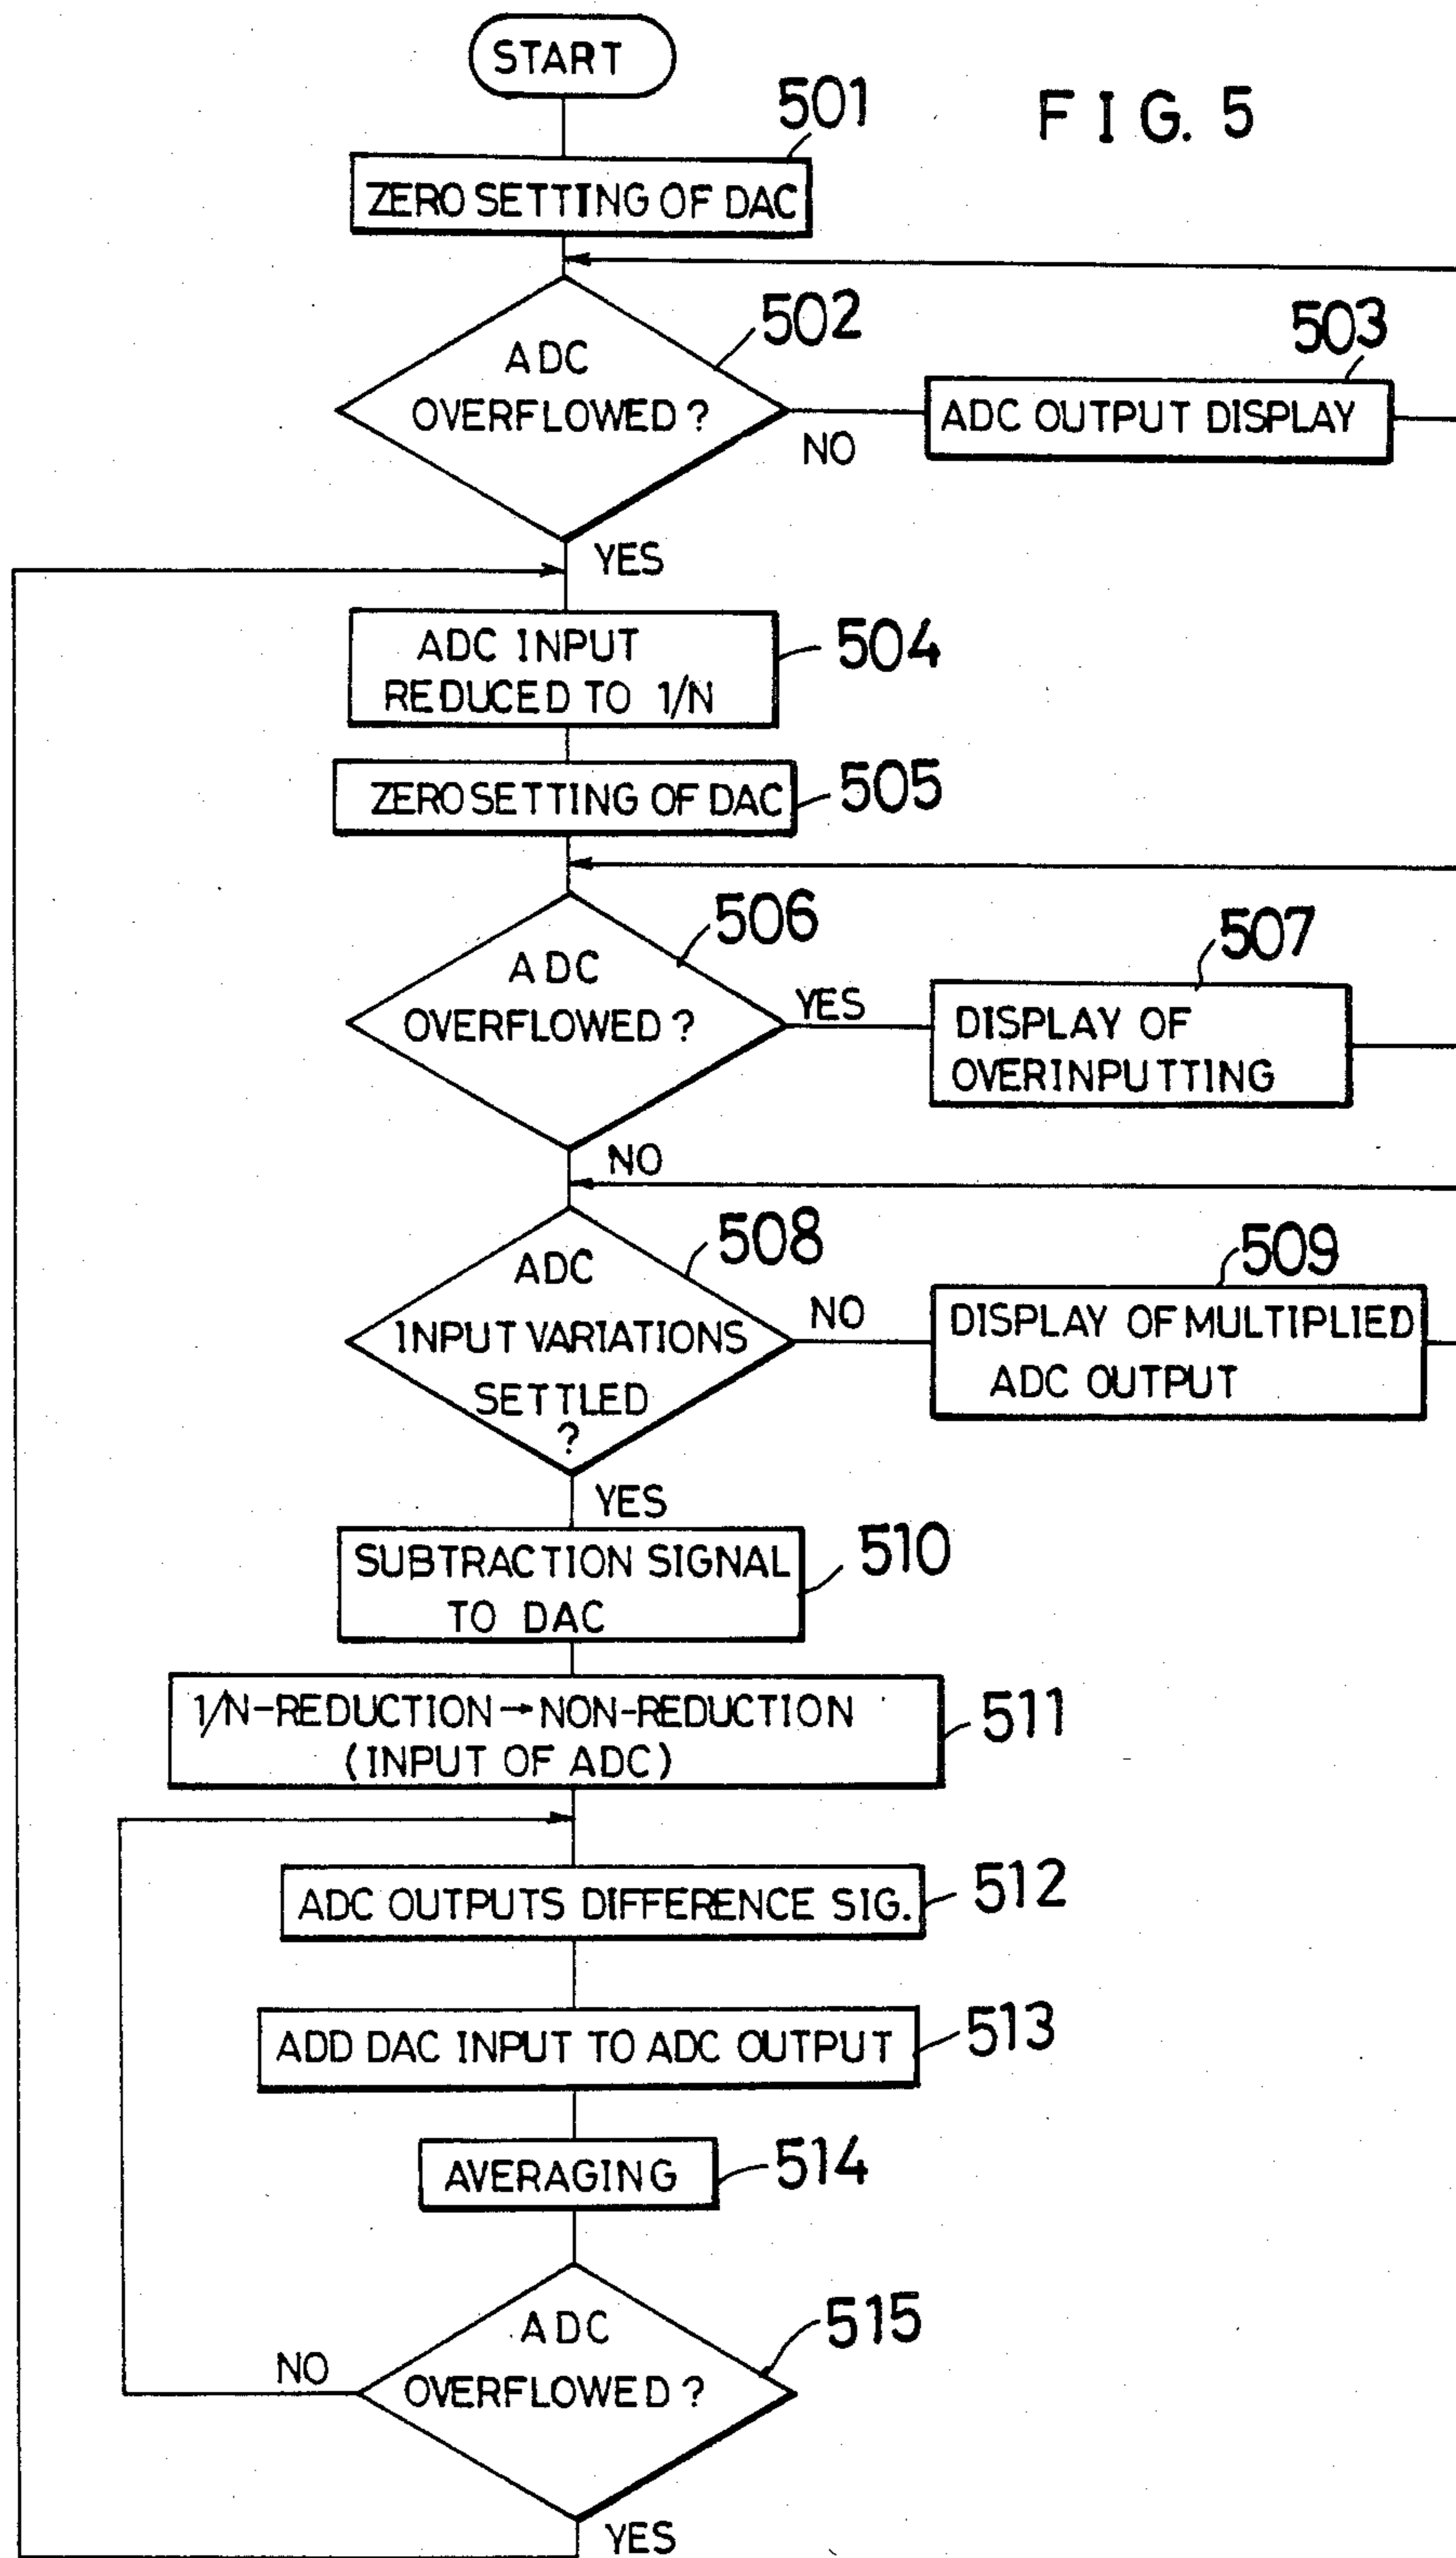 START
FIG. 5
501
ZERO SETTING OF DAC
502
ADC
OVERFLOWED ?
NO
503
ADC OUTPUT DISPLAY
YES
504
ADC INPUT
REDUCED TO 1/N
505
ZERO SETTING OF DAC
506
ADC
OVERFLOWED ?
YES
507
DISPLAY OF
OVERINPUTTING
NO
508
ADC
INPUT VARIATIONS
SETTLED
?
NO
509
DISPLAY OF MULTIPLIED
ADC OUTPUT
YES
510
SUBTRACTION SIGNAL
TO DAC
511
1/N-REDUCTION → NON-REDUCTION
(INPUT OF ADC)
512
ADC OUTPUTS DIFFERENCE SIG.
513
ADD DAC INPUT TO ADC OUTPUT
514
AVERAGING
515
ADC
OVERFLOWED ?
NO
YES